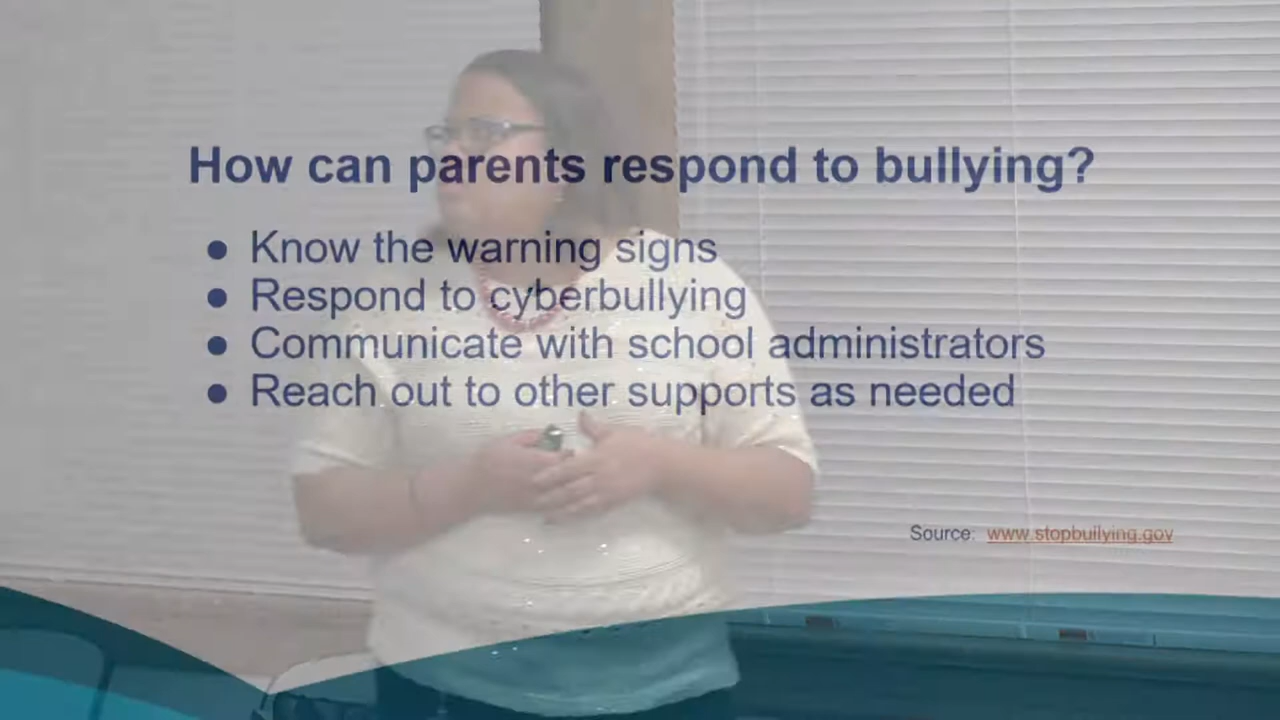 How can parents respond to bullying?
● Know the warning signs
● Respond to cyberbullying
● Communicate with school administrators
● Reach out to other supports as needed
Source: www.stopbullying.gov